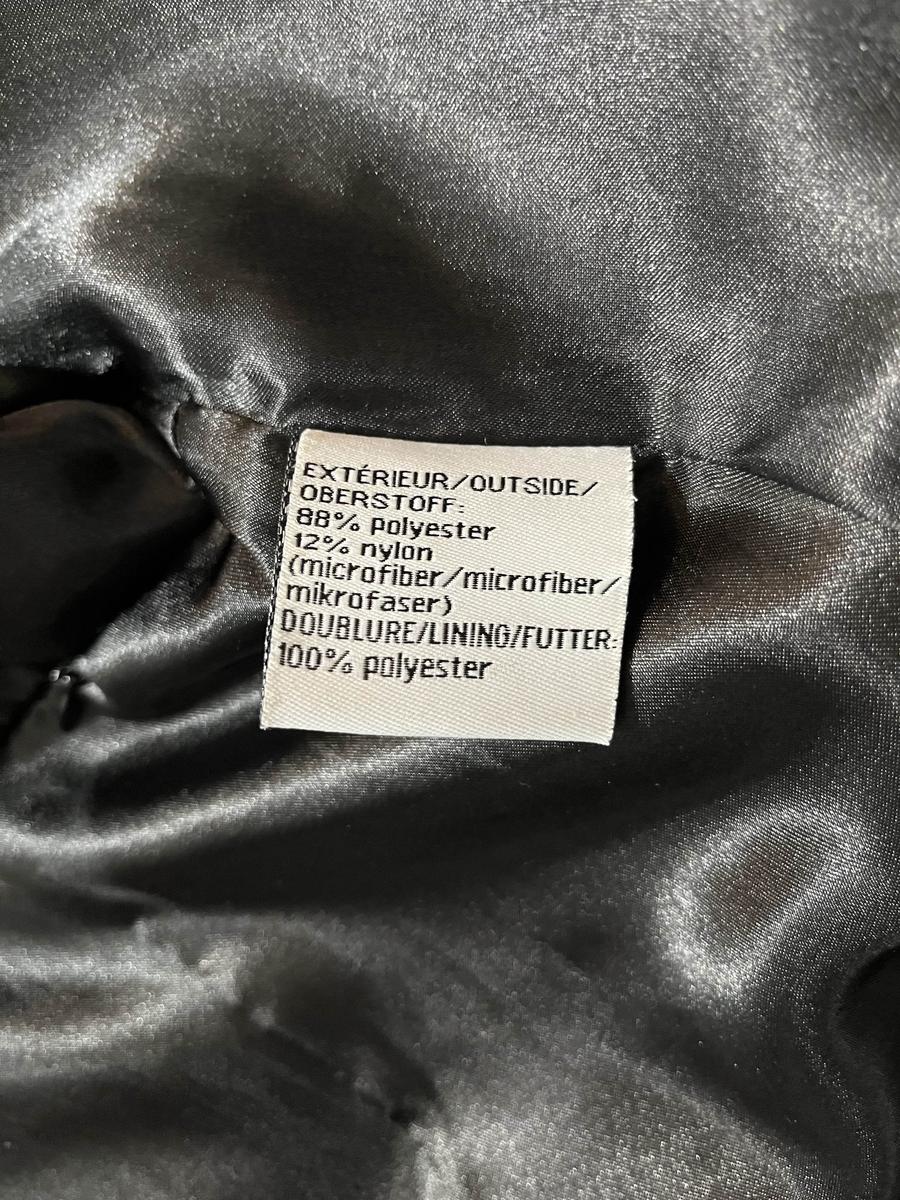 EXTÉRIEUR/OUTSIDE/
OBERSTOFF:
88% polyester
12% nylon
(microfiber/microfiber/
mikrofaser)
DOUBLURE/LINING/FUTTER:
100% polyester